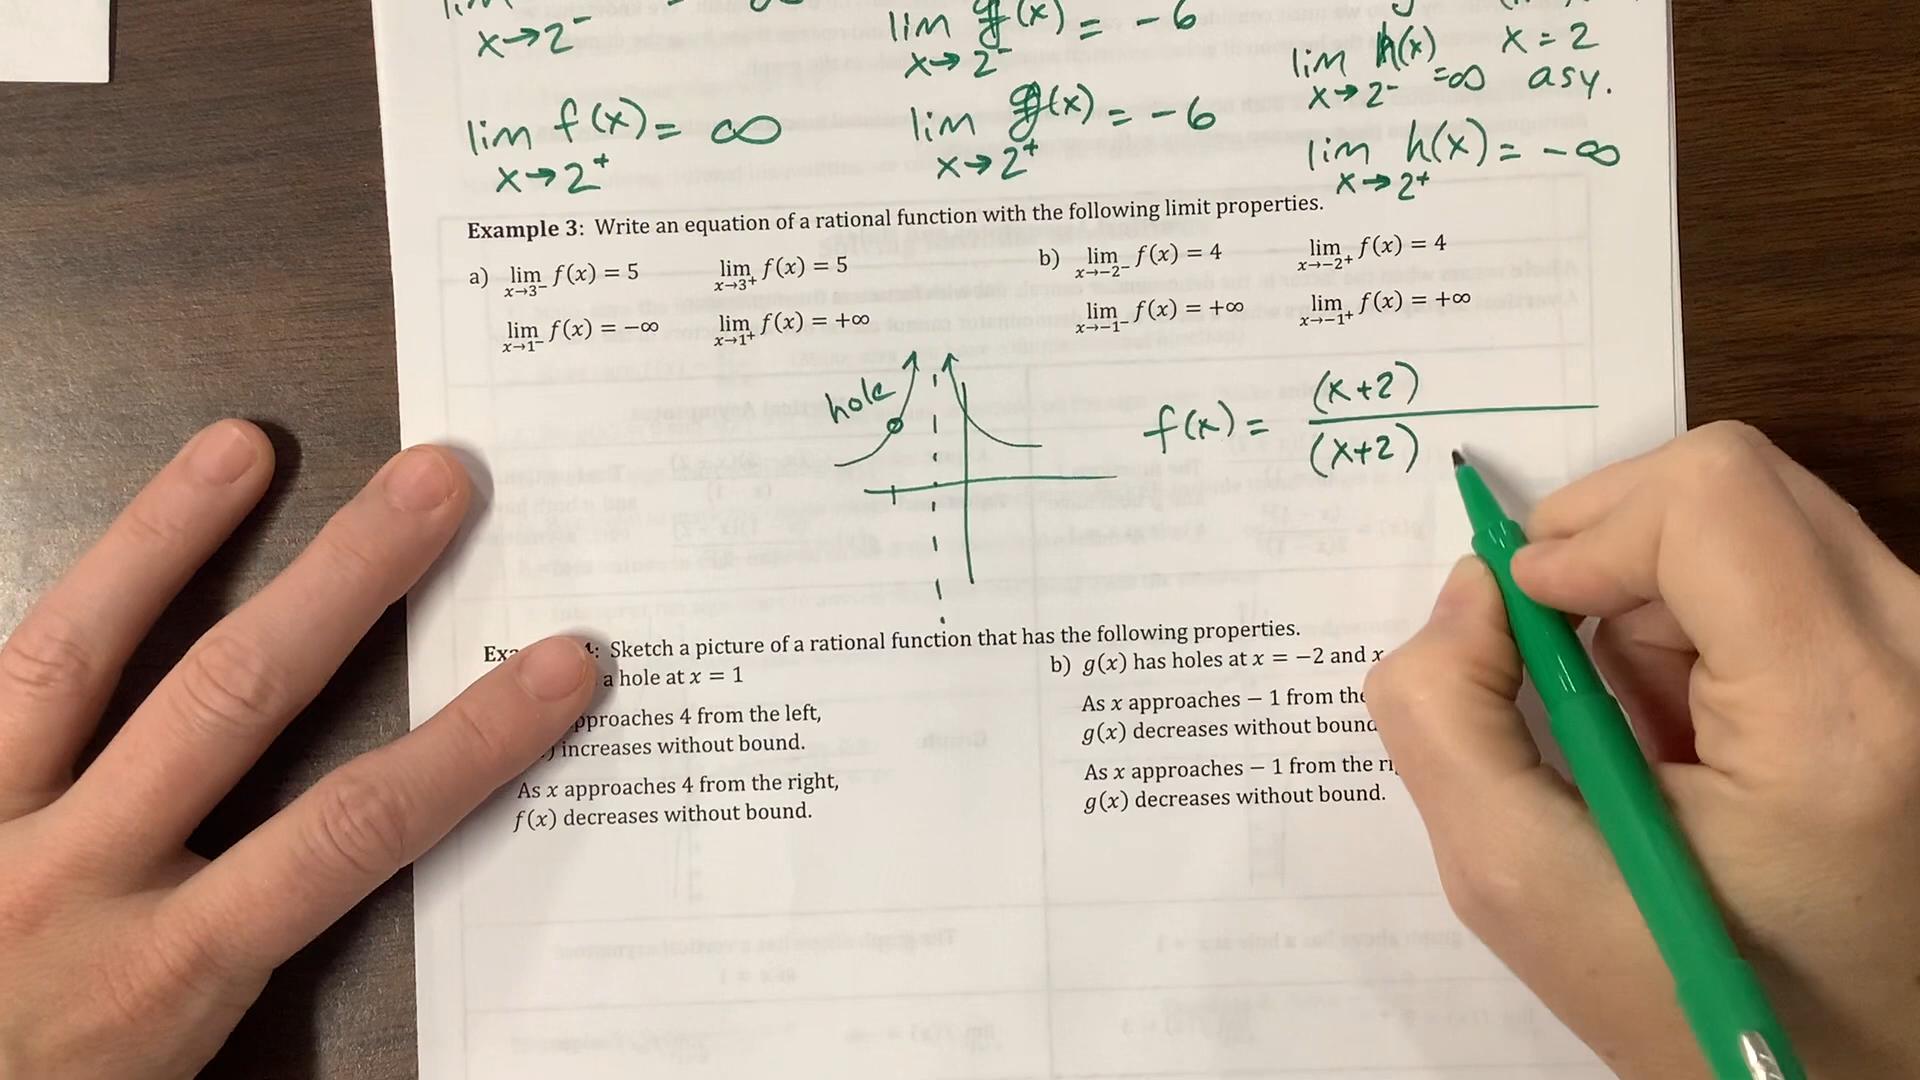 lim
x→2⁻
lim g(x) = -6
x→2⁻
lim h(x) = ∞
x→2⁻
x = 2
asy.
lim f(x) = ∞
x→2⁺
lim g(x) = -6
x→2⁺
lim h(x) = -∞
x→2⁺
Example 3: Write an equation of a rational function with the following limit properties.
a) lim x→3⁻ f(x) = 5 lim x→3⁺ f(x) = 5
lim x→1⁻ f(x) = −∞ lim x→1⁺ f(x) = +∞
b) lim x→−2⁻ f(x) = 4 lim x→−2⁺ f(x) = 4
lim x→−1⁻ f(x) = +∞ lim x→−1⁺ f(x) = +∞
hole
f(x) = (x+2)
(x+2)
: Sketch a picture of a rational function that has the following properties.
a hole at x = 1
approaches 4 from the left,
increases without bound.
As x approaches 4 from the right,
f(x) decreases without bound.
b) g(x) has holes at x = −2 and x
As x approaches − 1 from the
g(x) decreases without bound
As x approaches − 1 from the
g(x) decreases without bound.